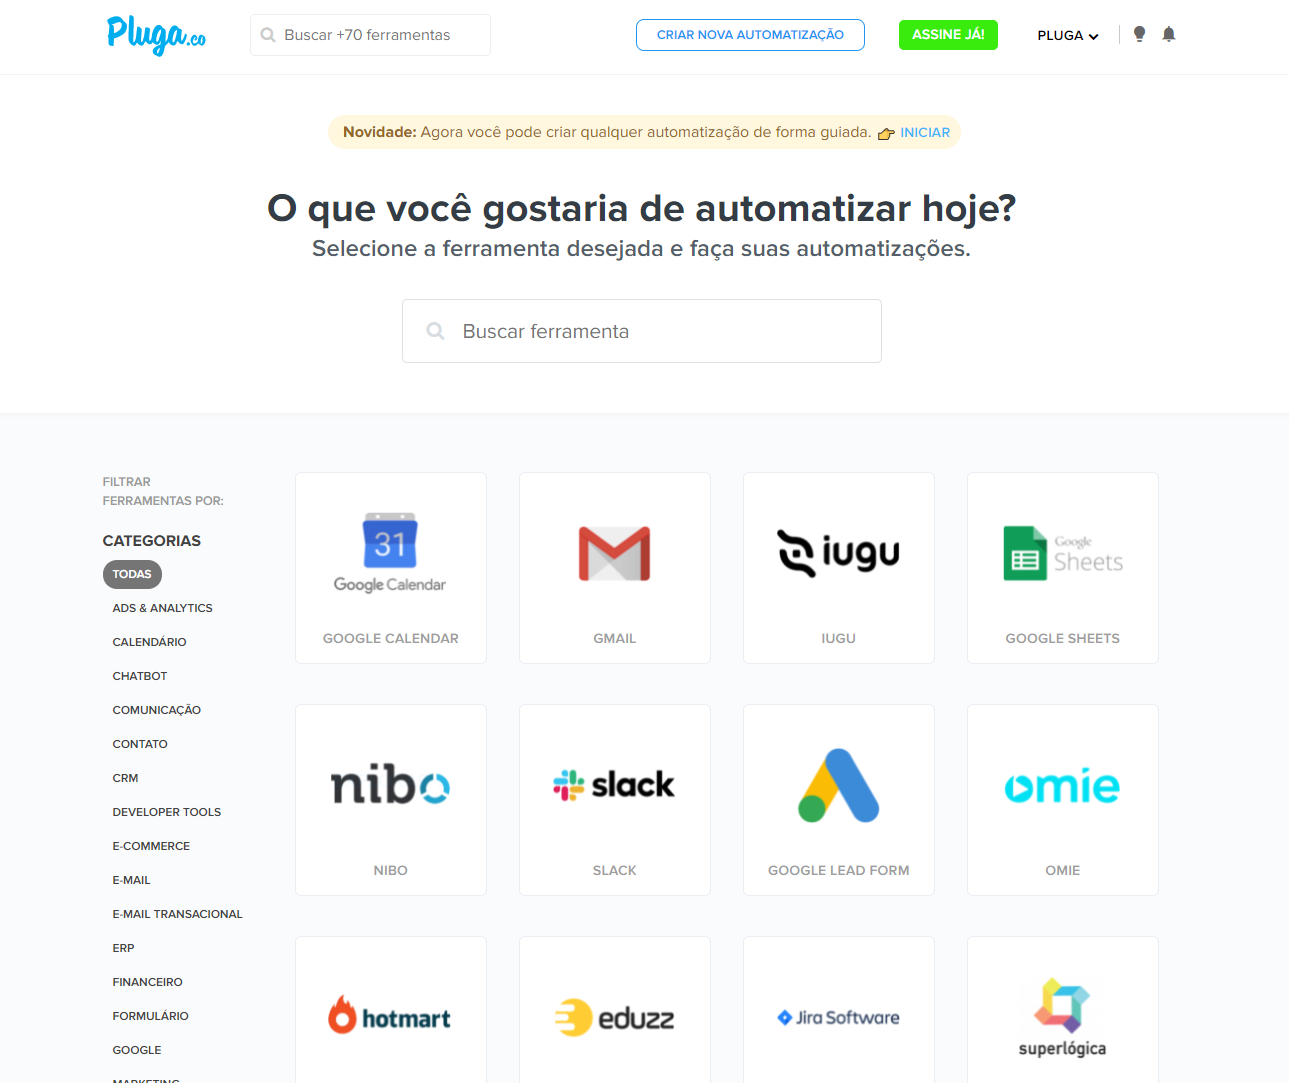 Pluga.co
Buscar +70 ferramentas
CRIAR NOVA AUTOMATIZAÇÃO
ASSINE JÁ!
PLUGA
Novidade: Agora você pode criar qualquer automatização de forma guiada. 👉 INICIAR
O que você gostaria de automatizar hoje?
Selecione a ferramenta desejada e faça suas automatizações.
Buscar ferramenta
FILTRAR
FERRAMENTAS POR:
CATEGORIAS
TODAS
ADS & ANALYTICS
CALENDÁRIO
CHATBOT
COMUNICAÇÃO
CONTATO
CRM
DEVELOPER TOOLS
E-COMMERCE
E-MAIL
E-MAIL TRANSACIONAL
ERP
FINANCEIRO
FORMULÁRIO
GOOGLE
MARKETING
31
Google Calendar
GOOGLE CALENDAR
GMAIL
iugu
IUGU
Google
Sheets
GOOGLE SHEETS
nibo
NIBO
slack
SLACK
GOOGLE LEAD FORM
omie
OMIE
hotmart
eduzz
Jira Software
superlógica